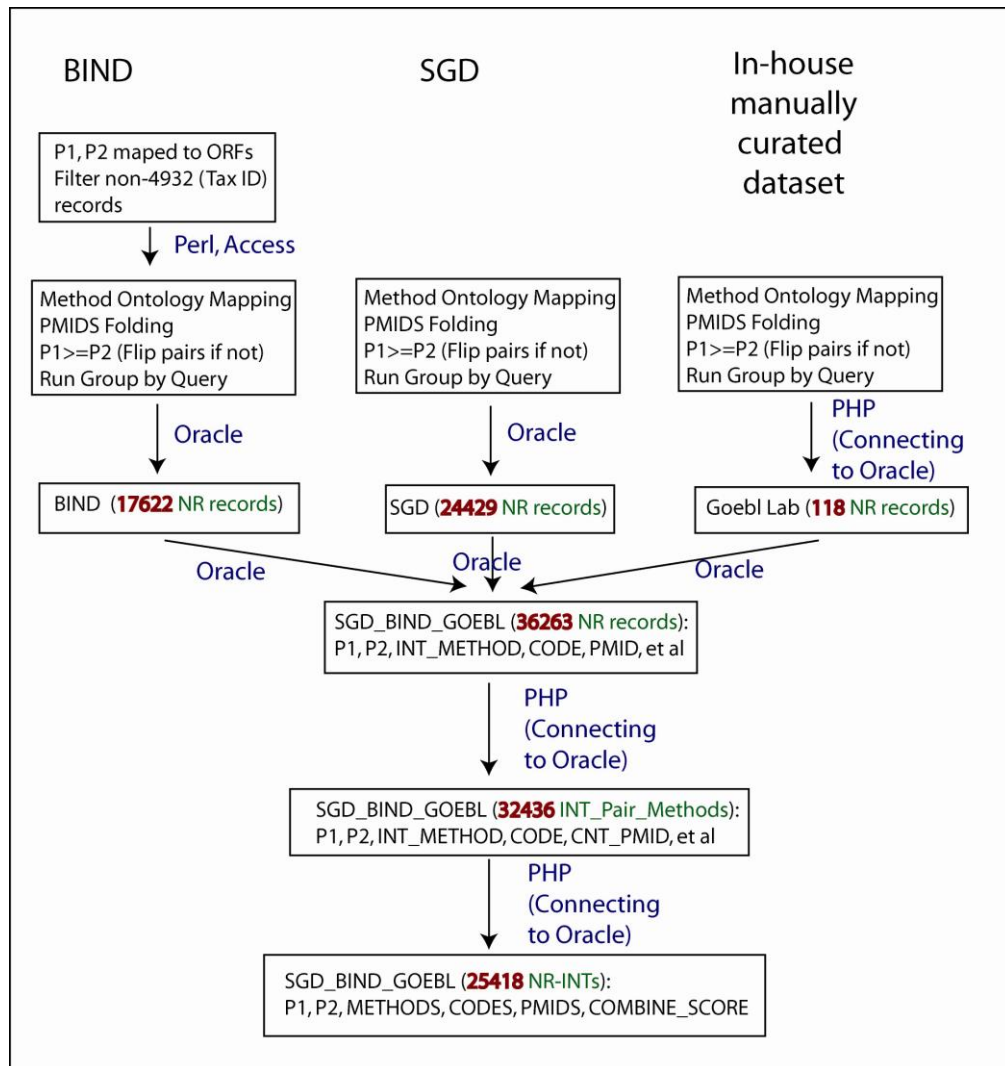 BIND
SGD
In-house
manually
curated
dataset
P1, P2 maped to ORFs
Filter non-4932 (Tax ID)
records
Perl, Access
Method Ontology Mapping
PMIDS Folding
P1>=P2 (Flip pairs if not)
Run Group by Query
Method Ontology Mapping
PMIDS Folding
P1>=P2 (Flip pairs if not)
Run Group by Query
Method Ontology Mapping
PMIDS Folding
P1>=P2 (Flip pairs if not)
Run Group by Query
Oracle
Oracle
PHP
(Connecting
to Oracle)
BIND (17622 NR records)
SGD (24429 NR records)
Goebl Lab (118 NR records)
Oracle
Oracle
Oracle
SGD_BIND_GOEBL (36263 NR records):
P1, P2, INT_METHOD, CODE, PMID, et al
PHP
(Connecting
to Oracle)
SGD_BIND_GOEBL (32436 INT_Pair_Methods):
P1, P2, INT_METHOD, CODE, CNT_PMID, et al
PHP
(Connecting
to Oracle)
SGD_BIND_GOEBL (25418 NR-INTs):
P1, P2, METHODS, CODES, PMIDS, COMBINE_SCORE